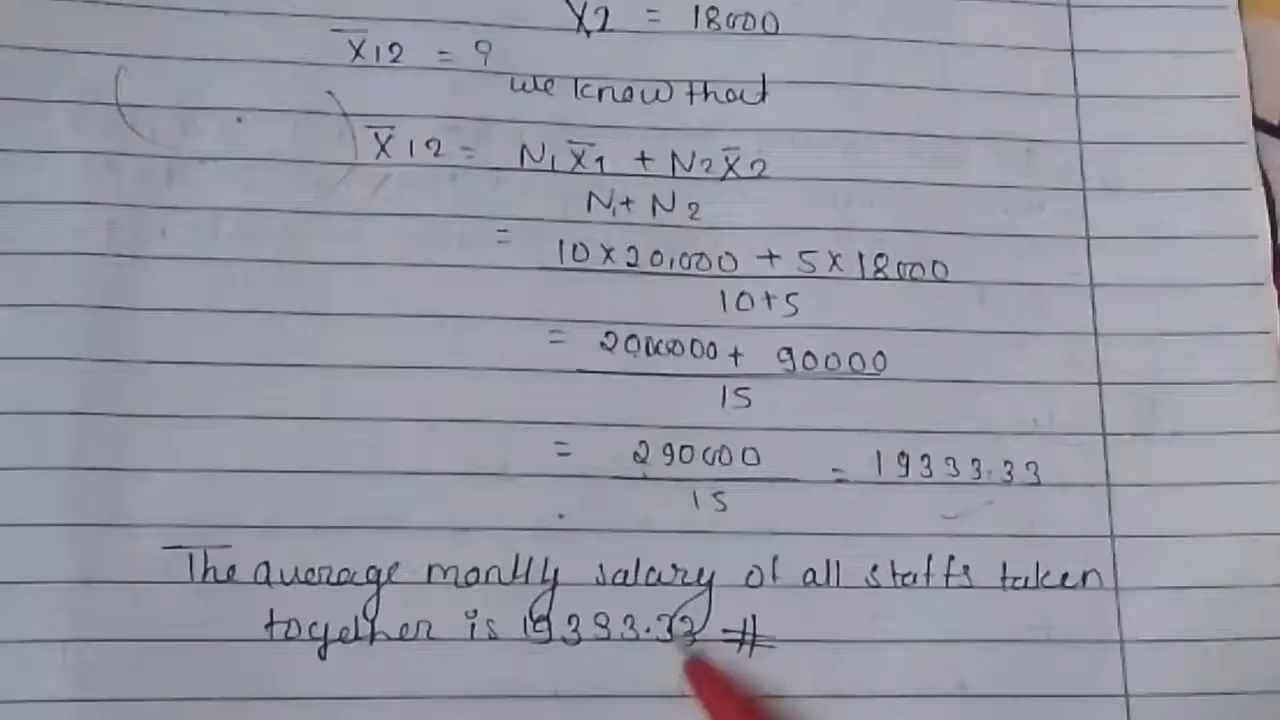 X2 = 18000
X̅12 = ?
we know that
X̅12 = N1X̅1 + N2X̅2
N1+ N2
= 10×20,000 + 5×18000
10+5
= 200000 + 90000
15
= 290000 = 19333.33
15
The average montly salary of all staffs taken
together is 19333.33 #